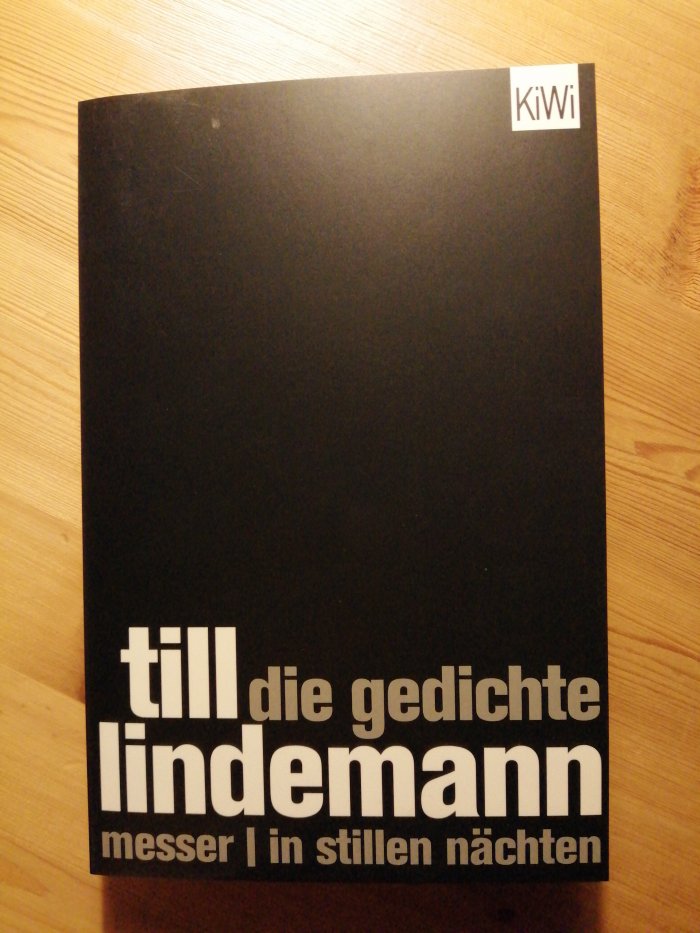 KiWi
till die gedichte
lindemann
messer | in stillen nächten